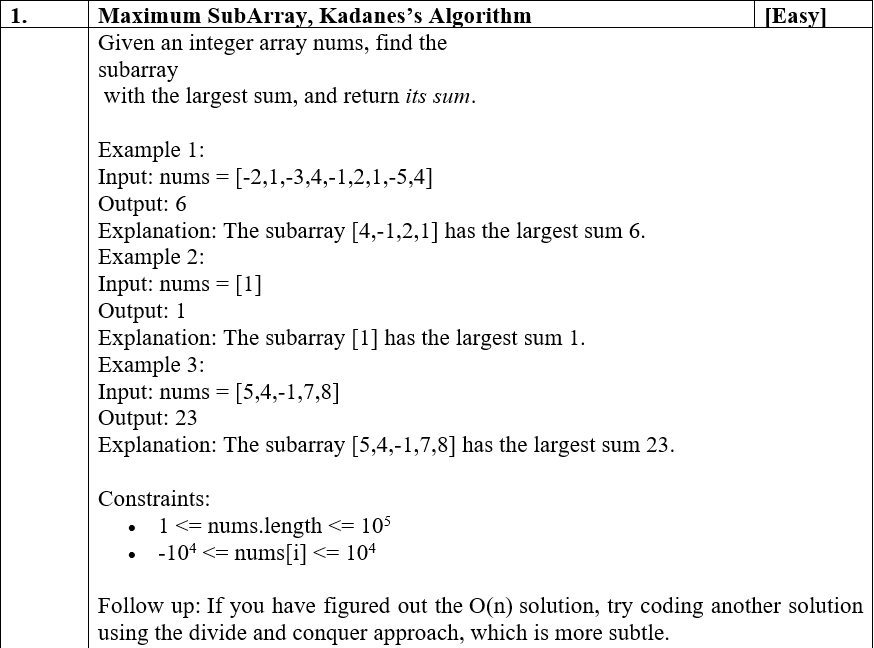 1. Maximum SubArray, Kadanes’s Algorithm [Easy]
Given an integer array nums, find the
subarray
with the largest sum, and return its sum.
Example 1:
Input: nums = [-2,1,-3,4,-1,2,1,-5,4]
Output: 6
Explanation: The subarray [4,-1,2,1] has the largest sum 6.
Example 2:
Input: nums = [1]
Output: 1
Explanation: The subarray [1] has the largest sum 1.
Example 3:
Input: nums = [5,4,-1,7,8]
Output: 23
Explanation: The subarray [5,4,-1,7,8] has the largest sum 23.
Constraints:
• 1 <= nums.length <= 10⁵
• -10⁴ <= nums[i] <= 10⁴
Follow up: If you have figured out the O(n) solution, try coding another solution
using the divide and conquer approach, which is more subtle.